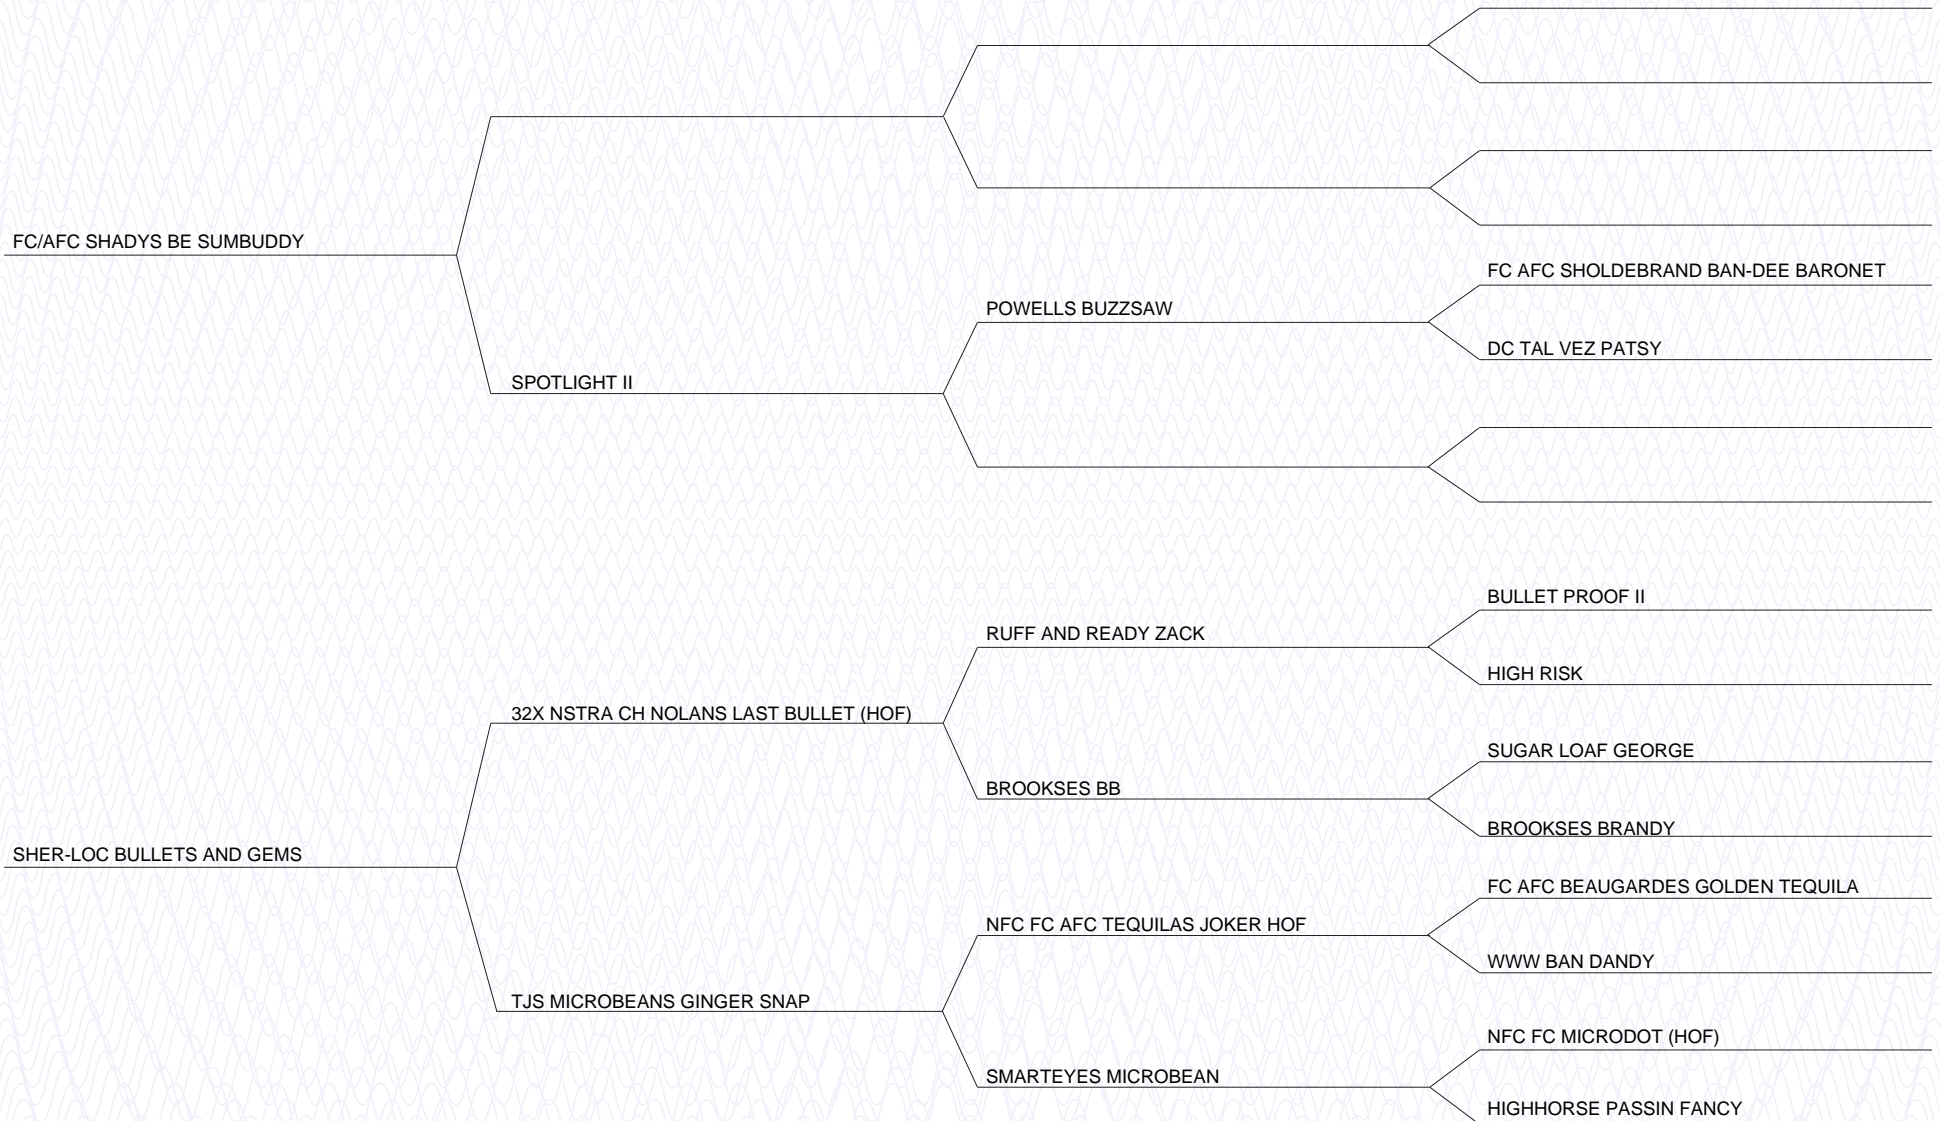 FC/AFC SHADYS BE SUMBUDDY
FC AFC SHOLDEBRAND BAN-DEE BARONET
POWELLS BUZZSAW
DC TAL VEZ PATSY
SPOTLIGHT II
BULLET PROOF II
RUFF AND READY ZACK
HIGH RISK
32X NSTRA CH NOLANS LAST BULLET (HOF)
SUGAR LOAF GEORGE
BROOKSES BB
BROOKSES BRANDY
SHER-LOC BULLETS AND GEMS
FC AFC BEAUGARDES GOLDEN TEQUILA
NFC FC AFC TEQUILAS JOKER HOF
WWW BAN DANDY
TJS MICROBEANS GINGER SNAP
NFC FC MICRODOT (HOF)
SMARTEYES MICROBEAN
HIGHHORSE PASSIN FANCY